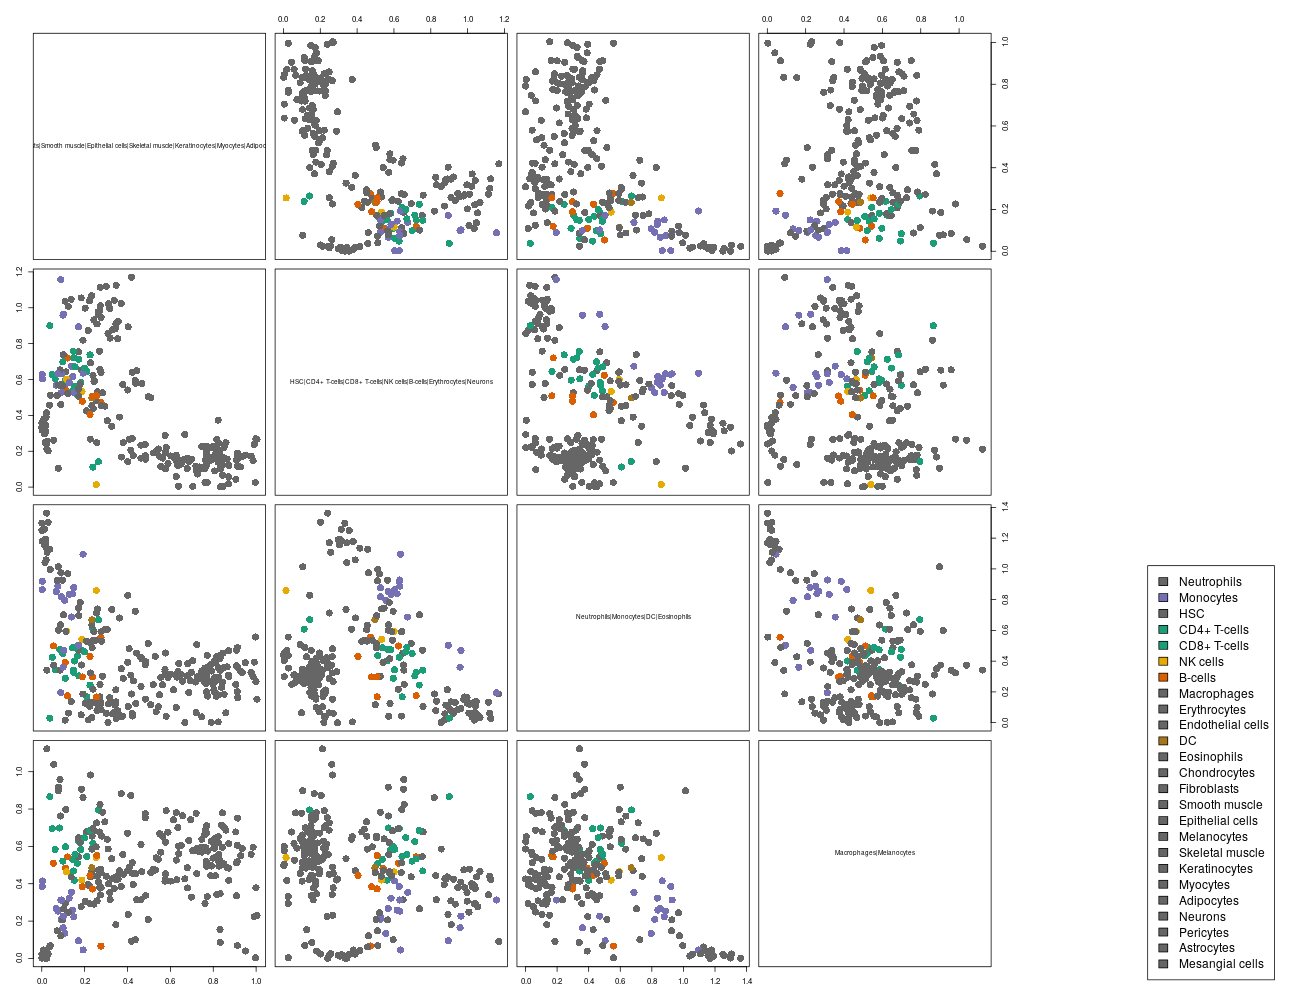 0.0 0.2 0.4 0.6 0.8 1.0 1.2
0.0 0.2 0.4 0.6 0.8 1.0
ts|Smooth muscle|Epithelial cells|Skeletal muscle|Keratinocytes|Myocytes|Adipoc
0.0 0.2 0.4 0.6 0.8 1.0
0.0 0.2 0.4 0.6 0.8 1.0 1.2
HSC|CD4+ T-cells|CD8+ T-cells|NK cells|B-cells|Erythrocytes|Neurons
Neutrophils|Monocytes|DC|Eosinophils
0.0 0.2 0.4 0.6 0.8 1.0 1.2 1.4
0.0 0.2 0.4 0.6 0.8 1.0
Macrophages|Melanocytes
0.0 0.2 0.4 0.6 0.8 1.0
0.0 0.2 0.4 0.6 0.8 1.0 1.2 1.4
Neutrophils
Monocytes
HSC
CD4+ T-cells
CD8+ T-cells
NK cells
B-cells
Macrophages
Erythrocytes
Endothelial cells
DC
Eosinophils
Chondrocytes
Fibroblasts
Smooth muscle
Epithelial cells
Melanocytes
Skeletal muscle
Keratinocytes
Myocytes
Adipocytes
Neurons
Pericytes
Astrocytes
Mesangial cells